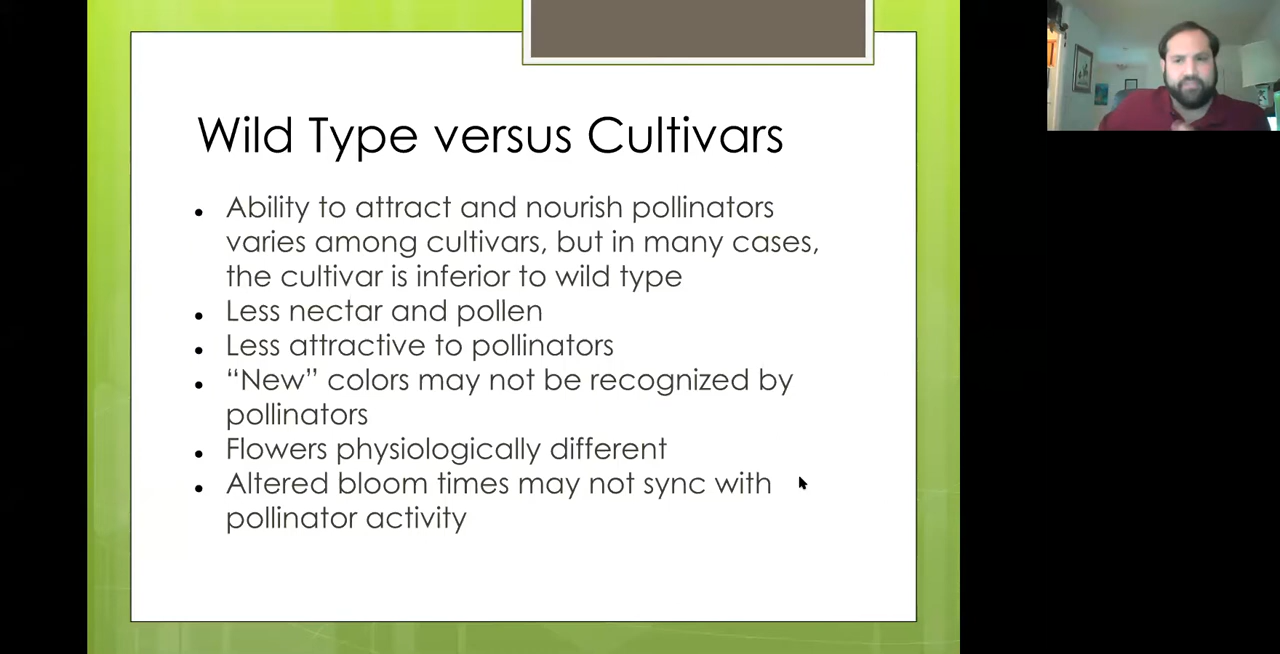 Wild Type versus Cultivars
Ability to attract and nourish pollinators
varies among cultivars, but in many cases,
the cultivar is inferior to wild type
Less nectar and pollen
Less attractive to pollinators
“New” colors may not be recognized by
pollinators
Flowers physiologically different
Altered bloom times may not sync with
pollinator activity